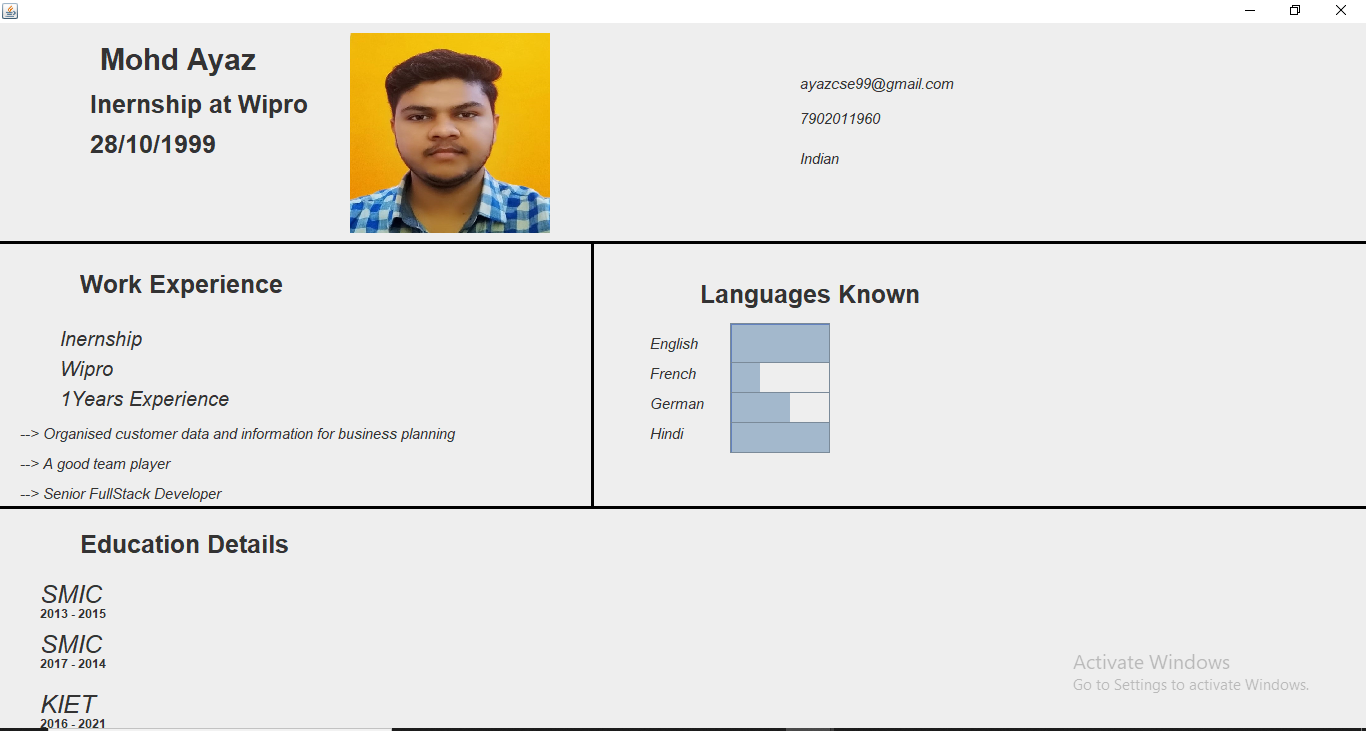 Mohd Ayaz
Inernship at Wipro
28/10/1999
ayazcse99@gmail.com
7902011960
Indian
Work Experience
Inernship
Wipro
1Years Experience
--> Organised customer data and information for business planning
--> A good team player
--> Senior FullStack Developer
Languages Known
English
French
German
Hindi
Education Details
SMIC
2013 - 2015
SMIC
2017 - 2014
KIET
2016 - 2021
Activate Windows
Go to Settings to activate Windows.